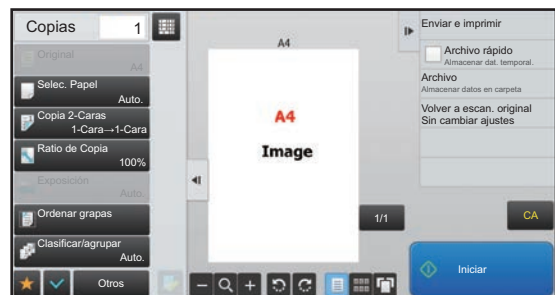 Copias 1
Original
A4
Selec. Papel
Auto.
Copia 2-Caras
1-Cara→1-Cara
Ratio de Copia
100%
Exposición
Auto.
Ordenar grapas
Clasificar/agrupar
Auto.
Otros
A4
A4
Image
1/1
Enviar e imprimir
Archivo rápido
Almacenar dat. temporal.
Archivo
Almacenar datos en carpeta
Volver a escan. original
Sin cambiar ajustes
CA
Iniciar